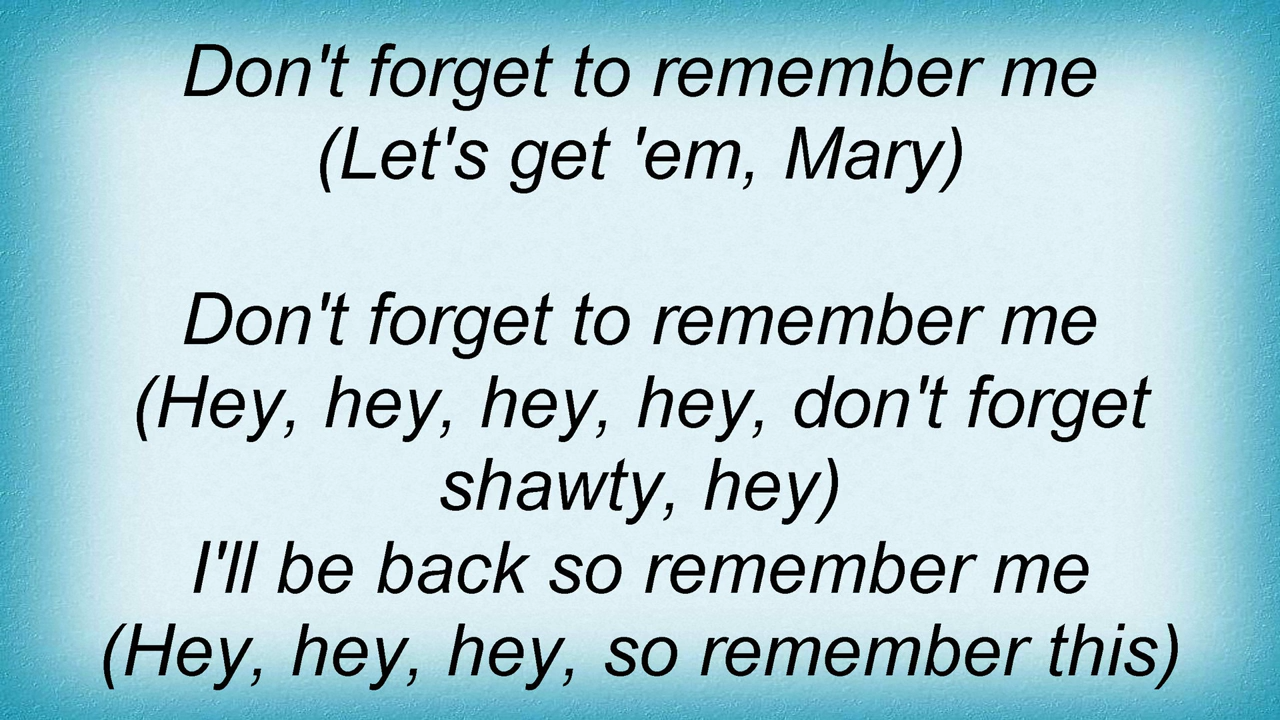 Don't forget to remember me
(Let's get 'em, Mary)
Don't forget to remember me
(Hey, hey, hey, hey, don't forget
shawty, hey)
I'll be back so remember me
(Hey, hey, hey, so remember this)